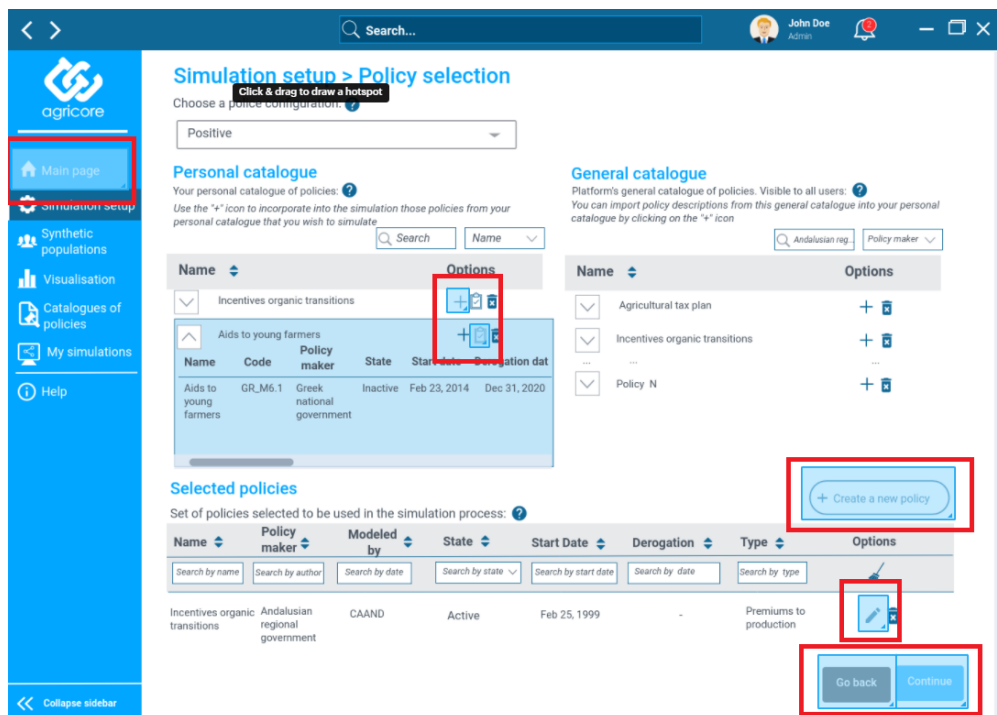 Search...
John Doe
Admin
2
agricore
Main page
Simulation setup
Synthetic
populations
Visualisation
Catalogues of
policies
My simulations
Help
Collapse sidebar
Simulation setup > Policy selection
Click & drag to draw a hotspot
Choose a police configuration: ?
Positive
Personal catalogue
Your personal catalogue of policies: ?
Use the "+" icon to incorporate into the simulation those policies from your
personal catalogue that you wish to simulate
Search
Name
Name
Options
Incentives organic transitions
Aids to young farmers
Name Code Policy maker State Start date Derogation dat
Aids to young farmers GR_M6.1 Greek national government Inactive Feb 23, 2014 Dec 31, 2020
General catalogue
Platform's general catalogue of policies. Visible to all users: ?
You can import policy descriptions from this general catalogue into your personal
catalogue by clicking on the "+" icon
Andalusian reg...
Policy maker
Name
Options
Agricultural tax plan
Incentives organic transitions
... ... ...
Policy N
Selected policies
+ Create a new policy
Set of policies selected to be used in the simulation process: ?
Name Policy maker Modeled by State Start Date Derogation Type Options
Search by name Search by author Search by date Search by state Search by start date Search by date Search by type
Incentives organic transitions Andalusian regional government CAAND Active Feb 25, 1999 - Premiums to production
Go back
Continue